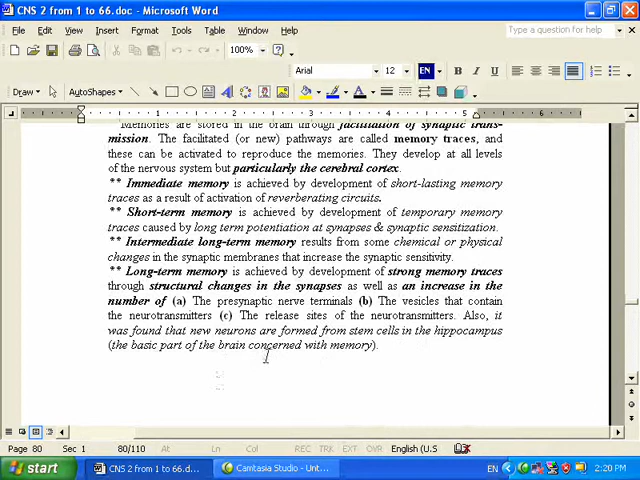 CNS 2 from 1 to 66.doc - Microsoft Word
File Edit View Insert Format Tools Table Window Help Type a question for help
100%
Arial 12 EN B I U
Draw AutoShapes
1 2 3 4 5 6
Memories are stored in the brain through facilitation of synaptic trans-
mission. The facilitated (or new) pathways are called memory traces, and
these can be activated to reproduce the memories. They develop at all levels
of the nervous system but particularly the cerebral cortex.
** Immediate memory is achieved by development of short-lasting memory
traces as a result of activation of reverberating circuits.
** Short-term memory is achieved by development of temporary memory
traces caused by long term potentiation at synapses & synaptic sensitization.
** Intermediate long-term memory results from some chemical or physical
changes in the synaptic membranes that increase the synaptic sensitivity.
** Long-term memory is achieved by development of strong memory traces
through structural changes in the synapses as well as an increase in the
number of (a) The presynaptic nerve terminals (b) The vesicles that contain
the neurotransmitters (c) The release sites of the neurotransmitters. Also, it
was found that new neurons are formed from stem cells in the hippocampus
(the basic part of the brain concerned with memory).
Page 80 Sec 1 80/110 At Ln Col REC TRK EXT OVR English (U.S
start CNS 2 from 1 to 66.d... Camtasia Studio - Unt... EN 2:20 PM